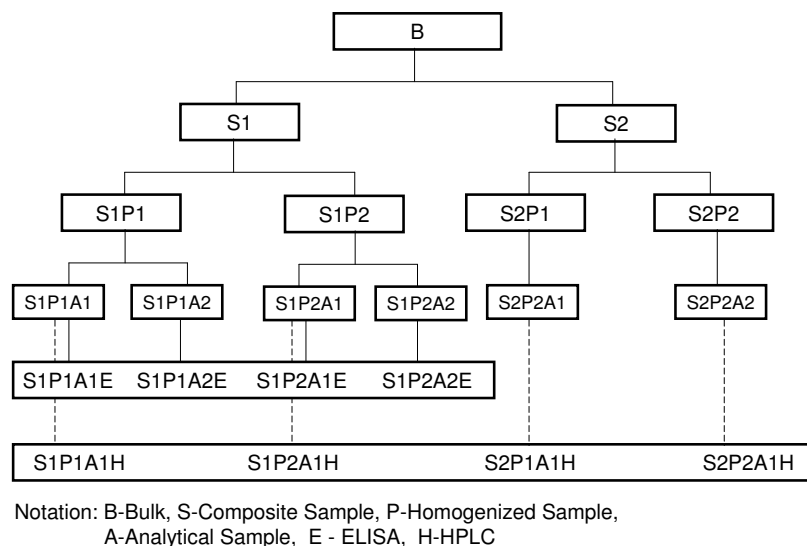 B
S1 S2
S1P1 S1P2 S2P1 S2P2
S1P1A1 S1P1A2 S1P2A1 S1P2A2 S2P2A1 S2P2A2
S1P1A1E S1P1A2E S1P2A1E S1P2A2E
S1P1A1H S1P2A1H S2P1A1H S2P2A1H
Notation: B-Bulk, S-Composite Sample, P-Homogenized Sample,
A-Analytical Sample, E - ELISA, H-HPLC